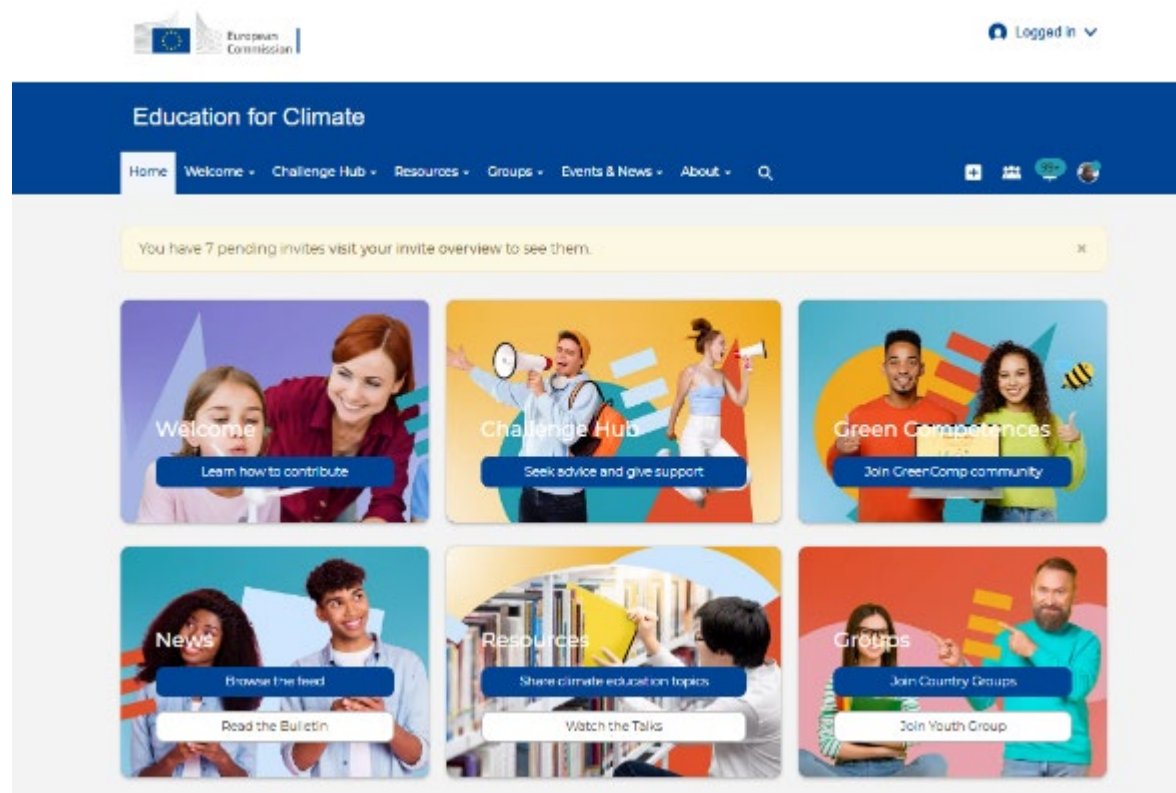 European
Commission
Logged in
Education for Climate
Home Welcome Challenge Hub Resources Groups Events & News About
99+
You have 7 pending invites visit your invite overview to see them.
Welcome
Learn how to contribute
Challenge Hub
Seek advice and give support
Green Competences
Join GreenComp community
News
Browse the feed
Read the Bulletin
Resources
Share climate education topics
Watch the Talks
Groups
Join Country Groups
Join Youth Group